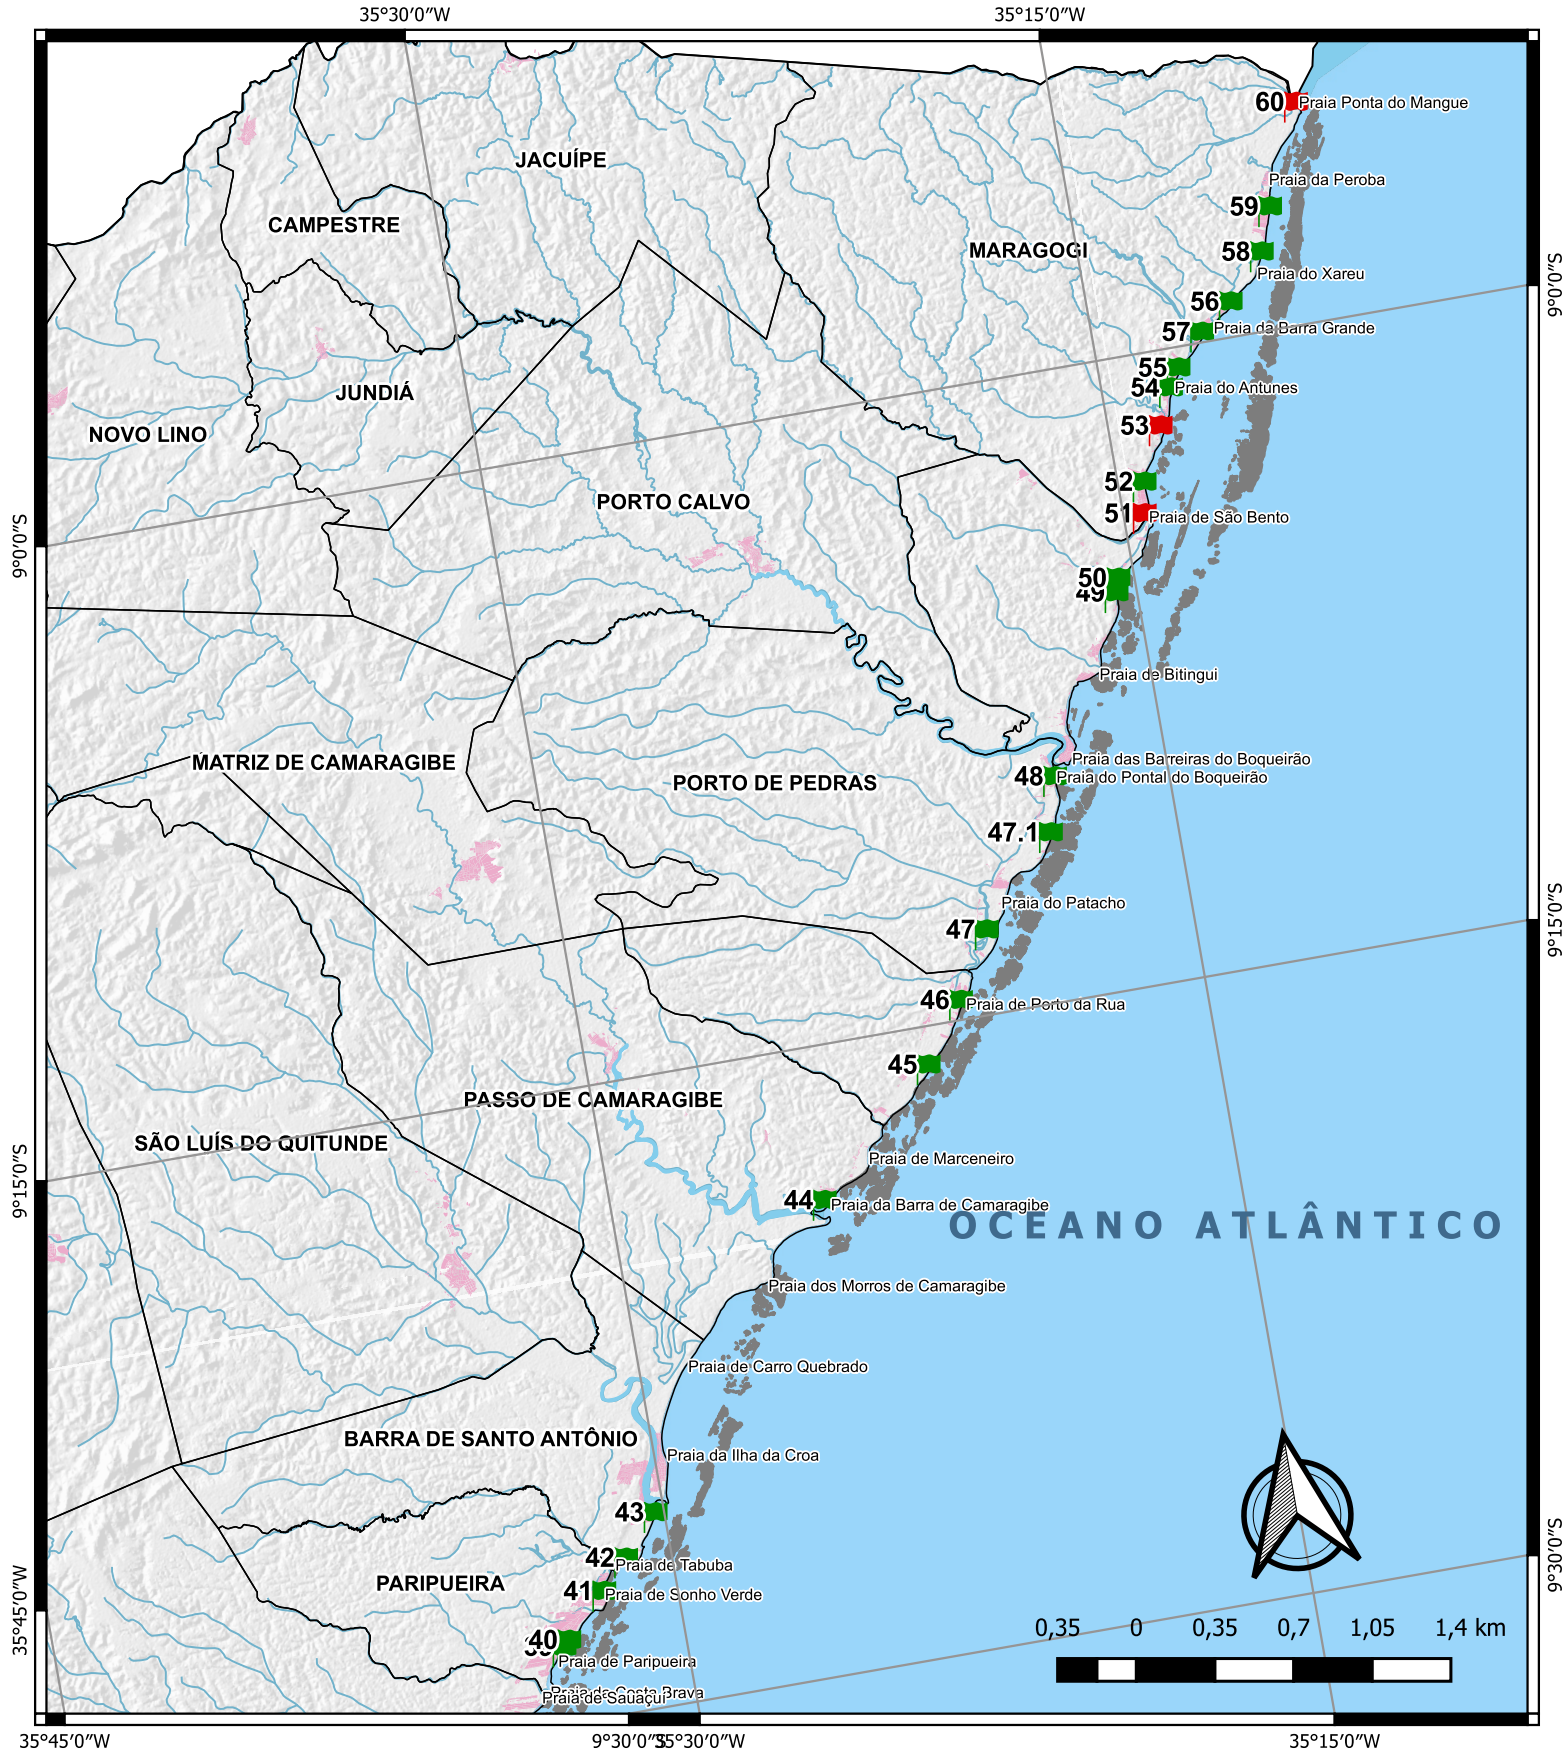 35°30′0″W
35°15′0″W
60
Praia Ponta do Mangue
JACUÍPE
Praia da Peroba
59
CAMPESTRE
MARAGOGI
58
Praia do Xareu
9°0′0″S
56
57
Praia da Barra Grande
55
54
Praia do Antunes
JUNDIÁ
53
NOVO LINO
52
PORTO CALVO
51
Praia de São Bento
9°0′0″S
50
49
Praia de Bitingui
MATRIZ DE CAMARAGIBE
Praia das Barreiras do Boqueirão
48
Praia do Pontal do Boqueirão
PORTO DE PEDRAS
47.1
Praia do Patacho
9°15′0″S
47
46
Praia de Porto da Rua
45
PASSO DE CAMARAGIBE
SÃO LUÍS DO QUITUNDE
Praia de Marceneiro
9°15′0″S
44
Praia da Barra de Camaragibe
OCEANO ATLÂNTICO
Praia dos Morros de Camaragibe
Praia de Carro Quebrado
BARRA DE SANTO ANTÔNIO
Praia da Ilha da Croa
43
9°30′0″S
42
Praia de Tabuba
PARIPUEIRA
41
Praia de Sonho Verde
35°45′0″W
0,35 0 0,35 0,7 1,05 1,4 km
40
Praia de Paripueira
Praia da Costa Brava
Praia de Sauaçuí
35°45′0″W
9°30′0″S
35°30′0″W
35°15′0″W